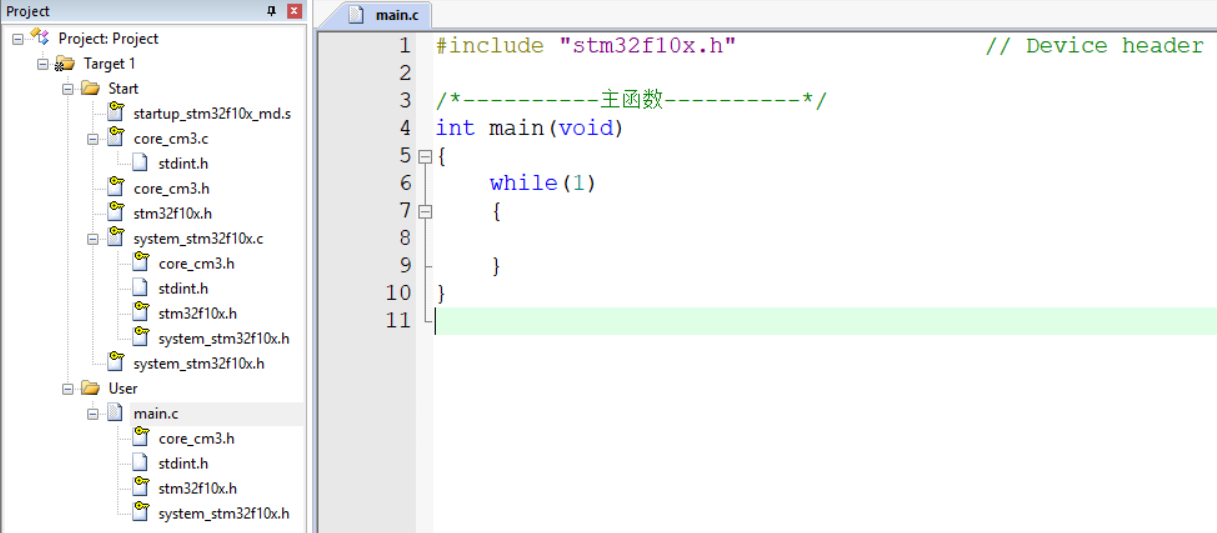 Project
Project: Project
Target 1
Start
startup_stm32f10x_md.s
core_cm3.c
stdint.h
core_cm3.h
stm32f10x.h
system_stm32f10x.c
core_cm3.h
stdint.h
stm32f10x.h
system_stm32f10x.h
system_stm32f10x.h
User
main.c
core_cm3.h
stdint.h
stm32f10x.h
system_stm32f10x.h
main.c
1 #include "stm32f10x.h" // Device header
2
3 /*----------主函数----------*/
4 int main(void)
5 {
6 while(1)
7 {
8
9 }
10 }
11